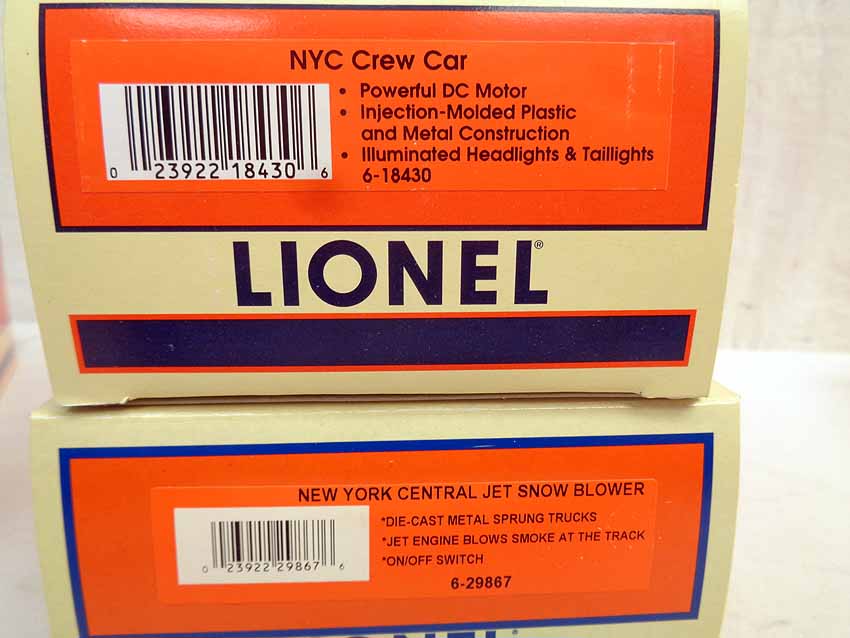 NYC Crew Car
• Powerful DC Motor
• Injection-Molded Plastic
and Metal Construction
• Illuminated Headlights & Taillights
6-18430
0 23922 18430 6
LIONEL®
NEW YORK CENTRAL JET SNOW BLOWER
*DIE-CAST METAL SPRUNG TRUCKS
*JET ENGINE BLOWS SMOKE AT THE TRACK
*ON/OFF SWITCH
6-29867
0 23922 29867 6
LIONEL